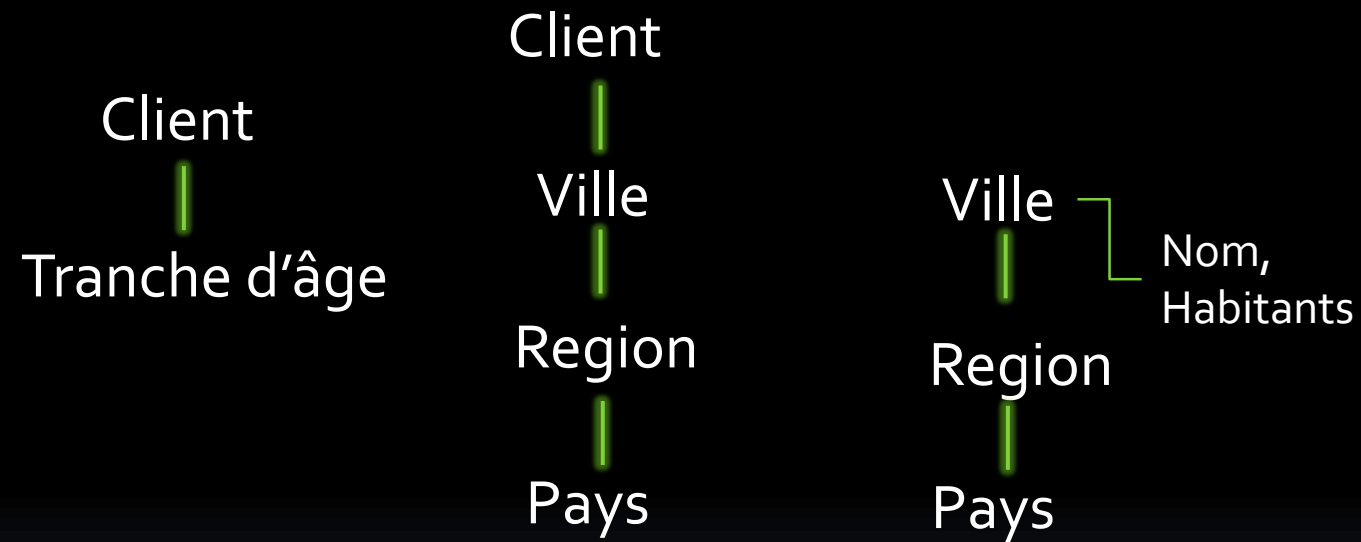 Client
Tranche d'âge
Client
Ville
Region
Pays
Ville
Nom,
Habitants
Region
Pays